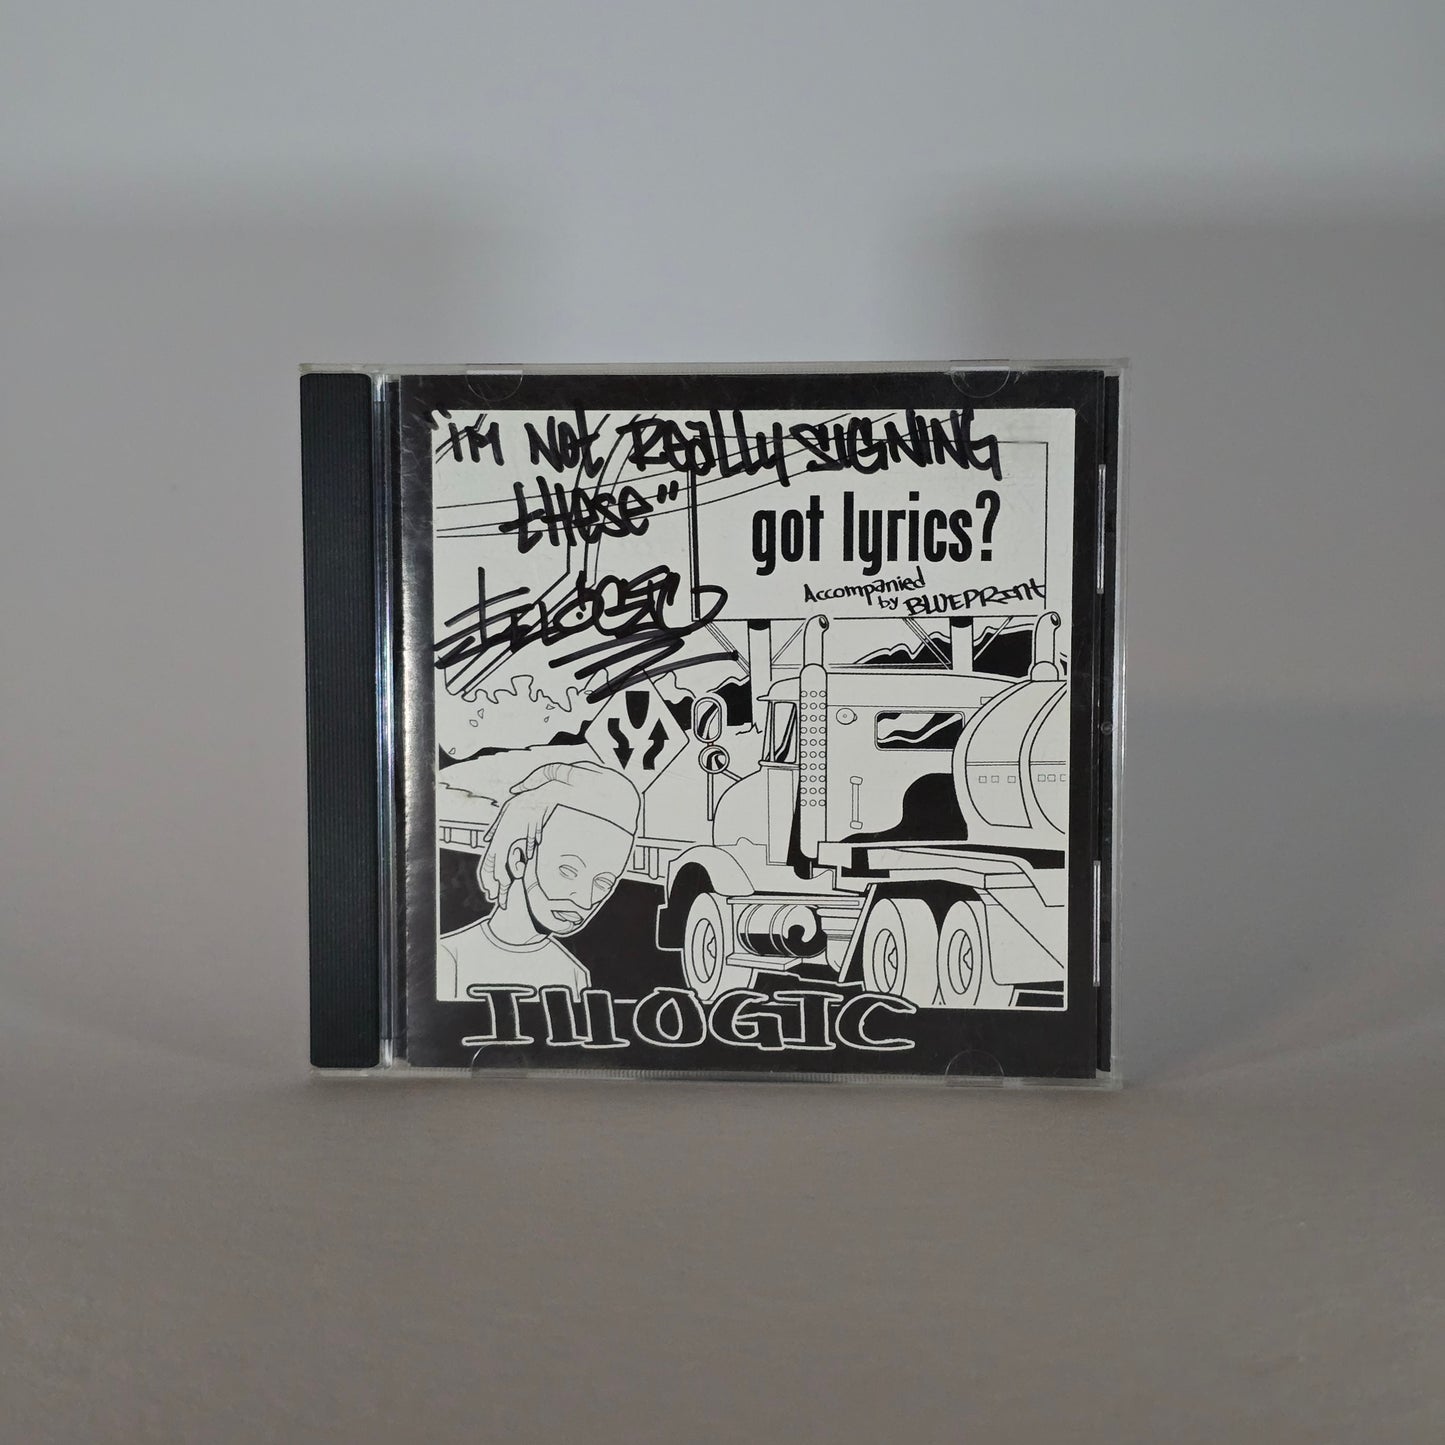 "i'm Not Really SIGNING
these"
got lyrics?
Accompanied
by BLUEPRINt
ILLOGIC